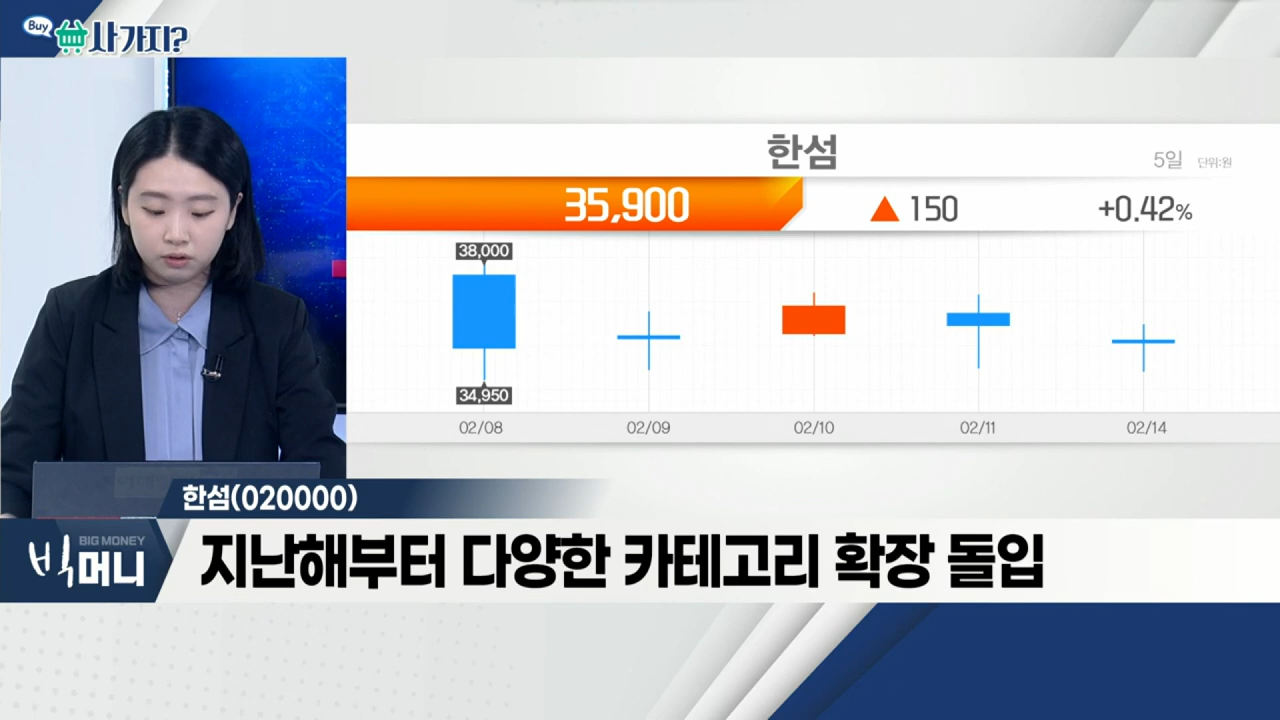 Buy
사가지?
한섬
5일 단위:원
35,900 ▲ 150 +0.42%
38,000
34,950
02/08 02/09 02/10 02/11 02/14
한섬(020000)
BIG MONEY
빅머니
지난해부터 다양한 카테고리 확장 돌입